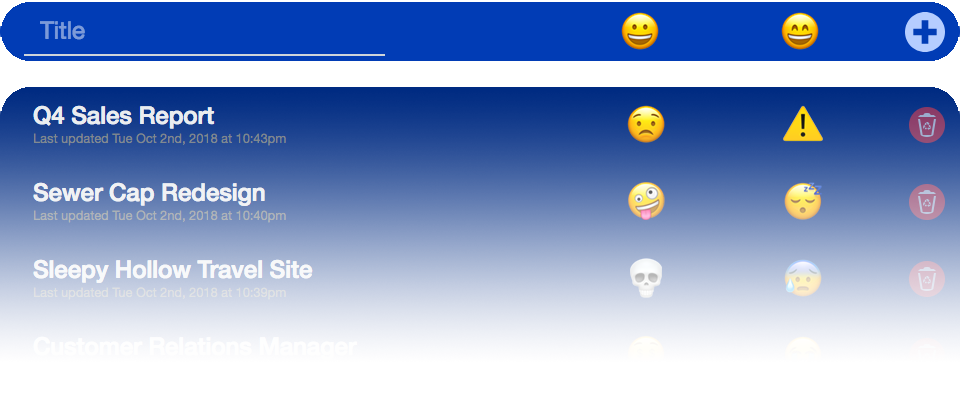 Title
Q4 Sales Report
Last updated Tue Oct 2nd, 2018 at 10:43pm
Sewer Cap Redesign
Last updated Tue Oct 2nd, 2018 at 10:40pm
Sleepy Hollow Travel Site
Last updated Tue Oct 2nd, 2018 at 10:39pm
Customer Relations Manager